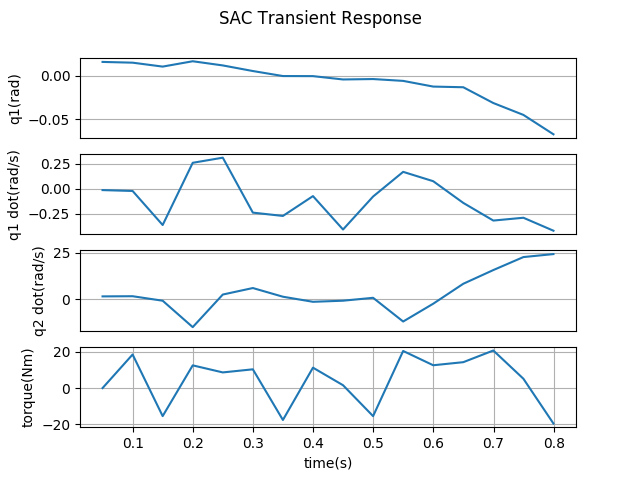 SAC Transient Response
q1(rad)
0.00
−0.05
q1 dot(rad/s)
0.25
0.00
−0.25
q2 dot(rad/s)
25
0
torque(Nm)
20
0
−20
0.1 0.2 0.3 0.4 0.5 0.6 0.7 0.8
time(s)